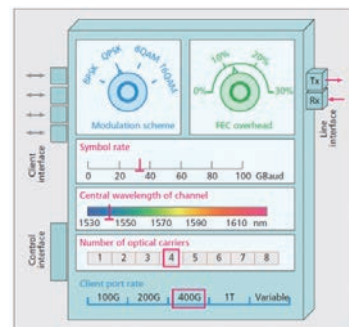 BPSK QPSK 8QAM 16QAM
Modulation scheme
0% 10% 20% 30%
FEC overhead
Tx
Rx
Line interface
Client interface
Symbol rate
0 20 40 60 80 100 GBaud
Central wavelength of channel
1530 1550 1570 1590 1610 nm
Number of optical carriers
1 2 3 4 5 6 7 8
Control interface
Client port rate
100G 200G 400G 1T Variable